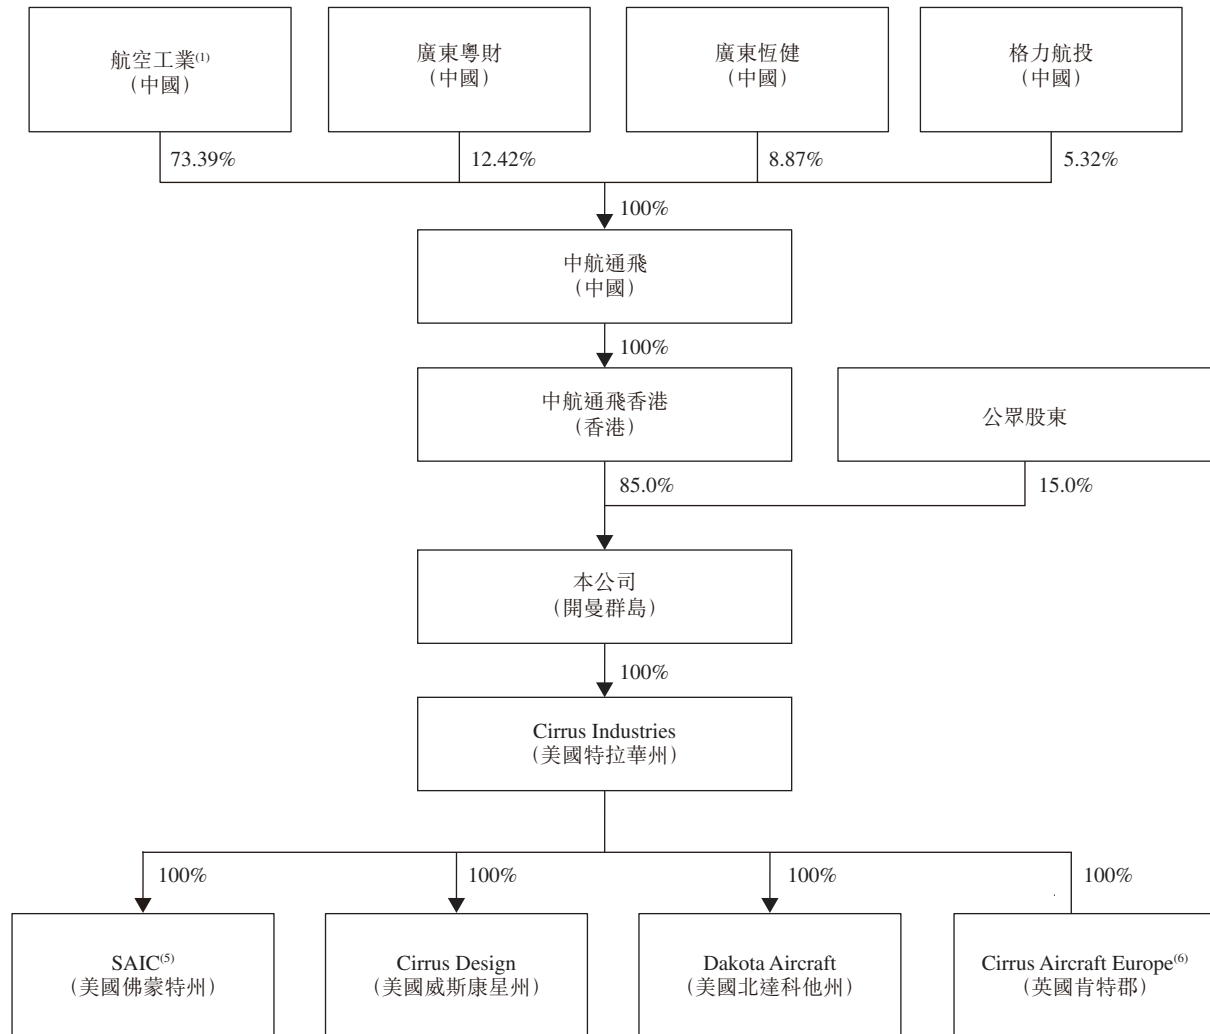 航空工業(1)
（中國）
廣東粵財
（中國）
廣東恆健
（中國）
格力航投
（中國）
73.39%
12.42%
8.87%
5.32%
100%
中航通飛
（中國）
100%
中航通飛香港
（香港）
公眾股東
85.0%
15.0%
本公司
（開曼群島）
100%
Cirrus Industries
（美國特拉華州）
100%
100%
100%
100%
SAIC(5)
（美國佛蒙特州）
Cirrus Design
（美國威斯康星州）
Dakota Aircraft
（美國北達科他州）
Cirrus Aircraft Europe(6)
（英國肯特郡）